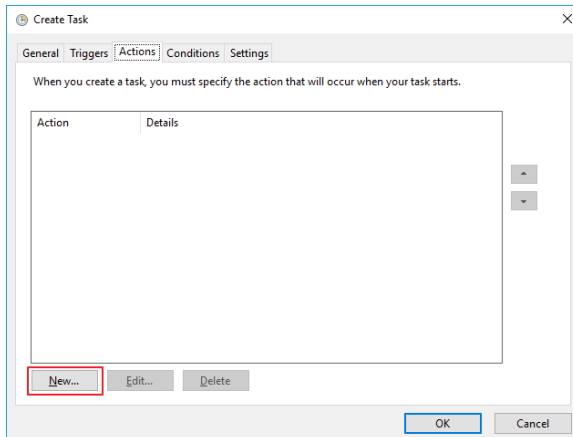 Create Task
General Triggers Actions Conditions Settings
When you create a task, you must specify the action that will occur when your task starts.
Action Details
New... Edit... Delete
OK Cancel